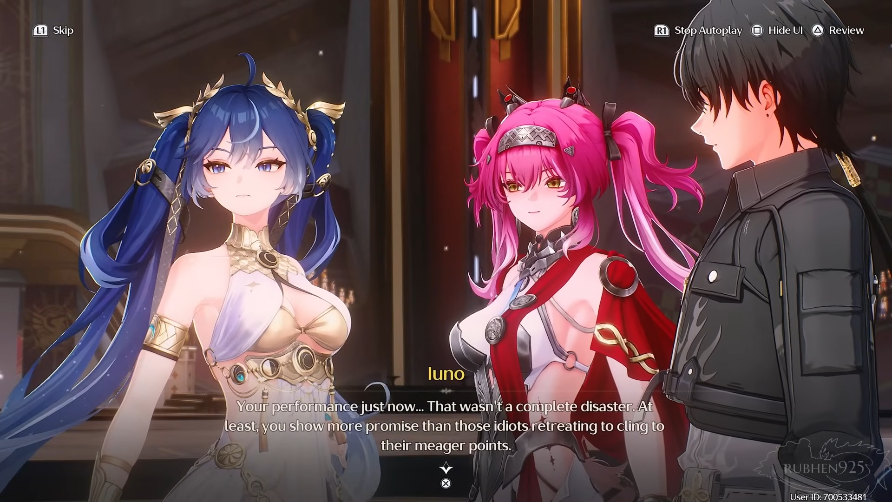 L1 Skip
R1 Stop Autoplay Hide UI Review
Iuno
Your performance just now... That wasn't a complete disaster. At
least, you show more promise than those idiots retreating to cling to
their meager points.
RUBHEN925
User ID: 700533481